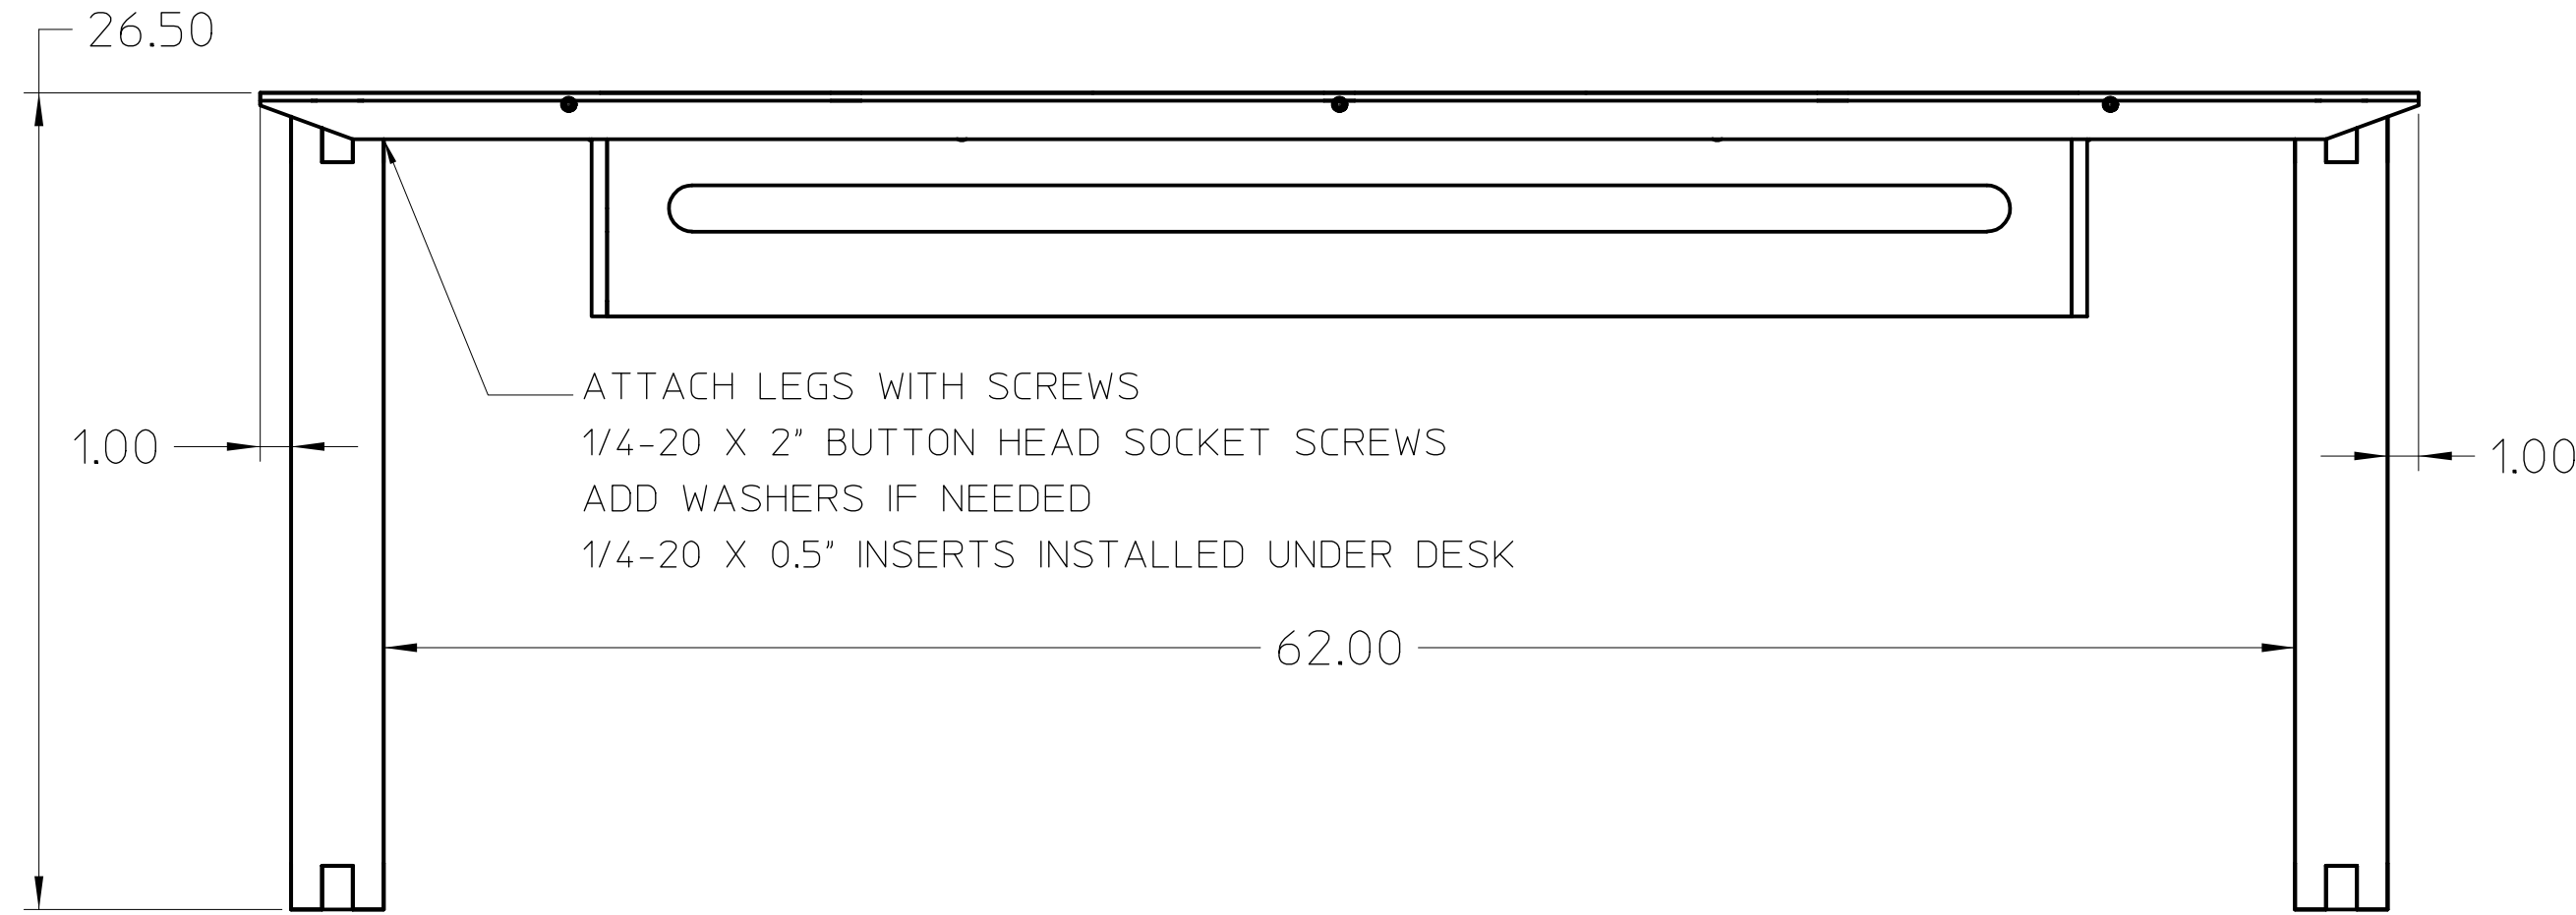 26.50
ATTACH LEGS WITH SCREWS
1/4-20 X 2" BUTTON HEAD SOCKET SCREWS
ADD WASHERS IF NEEDED
1/4-20 X 0.5" INSERTS INSTALLED UNDER DESK
1.00
1.00
62.00